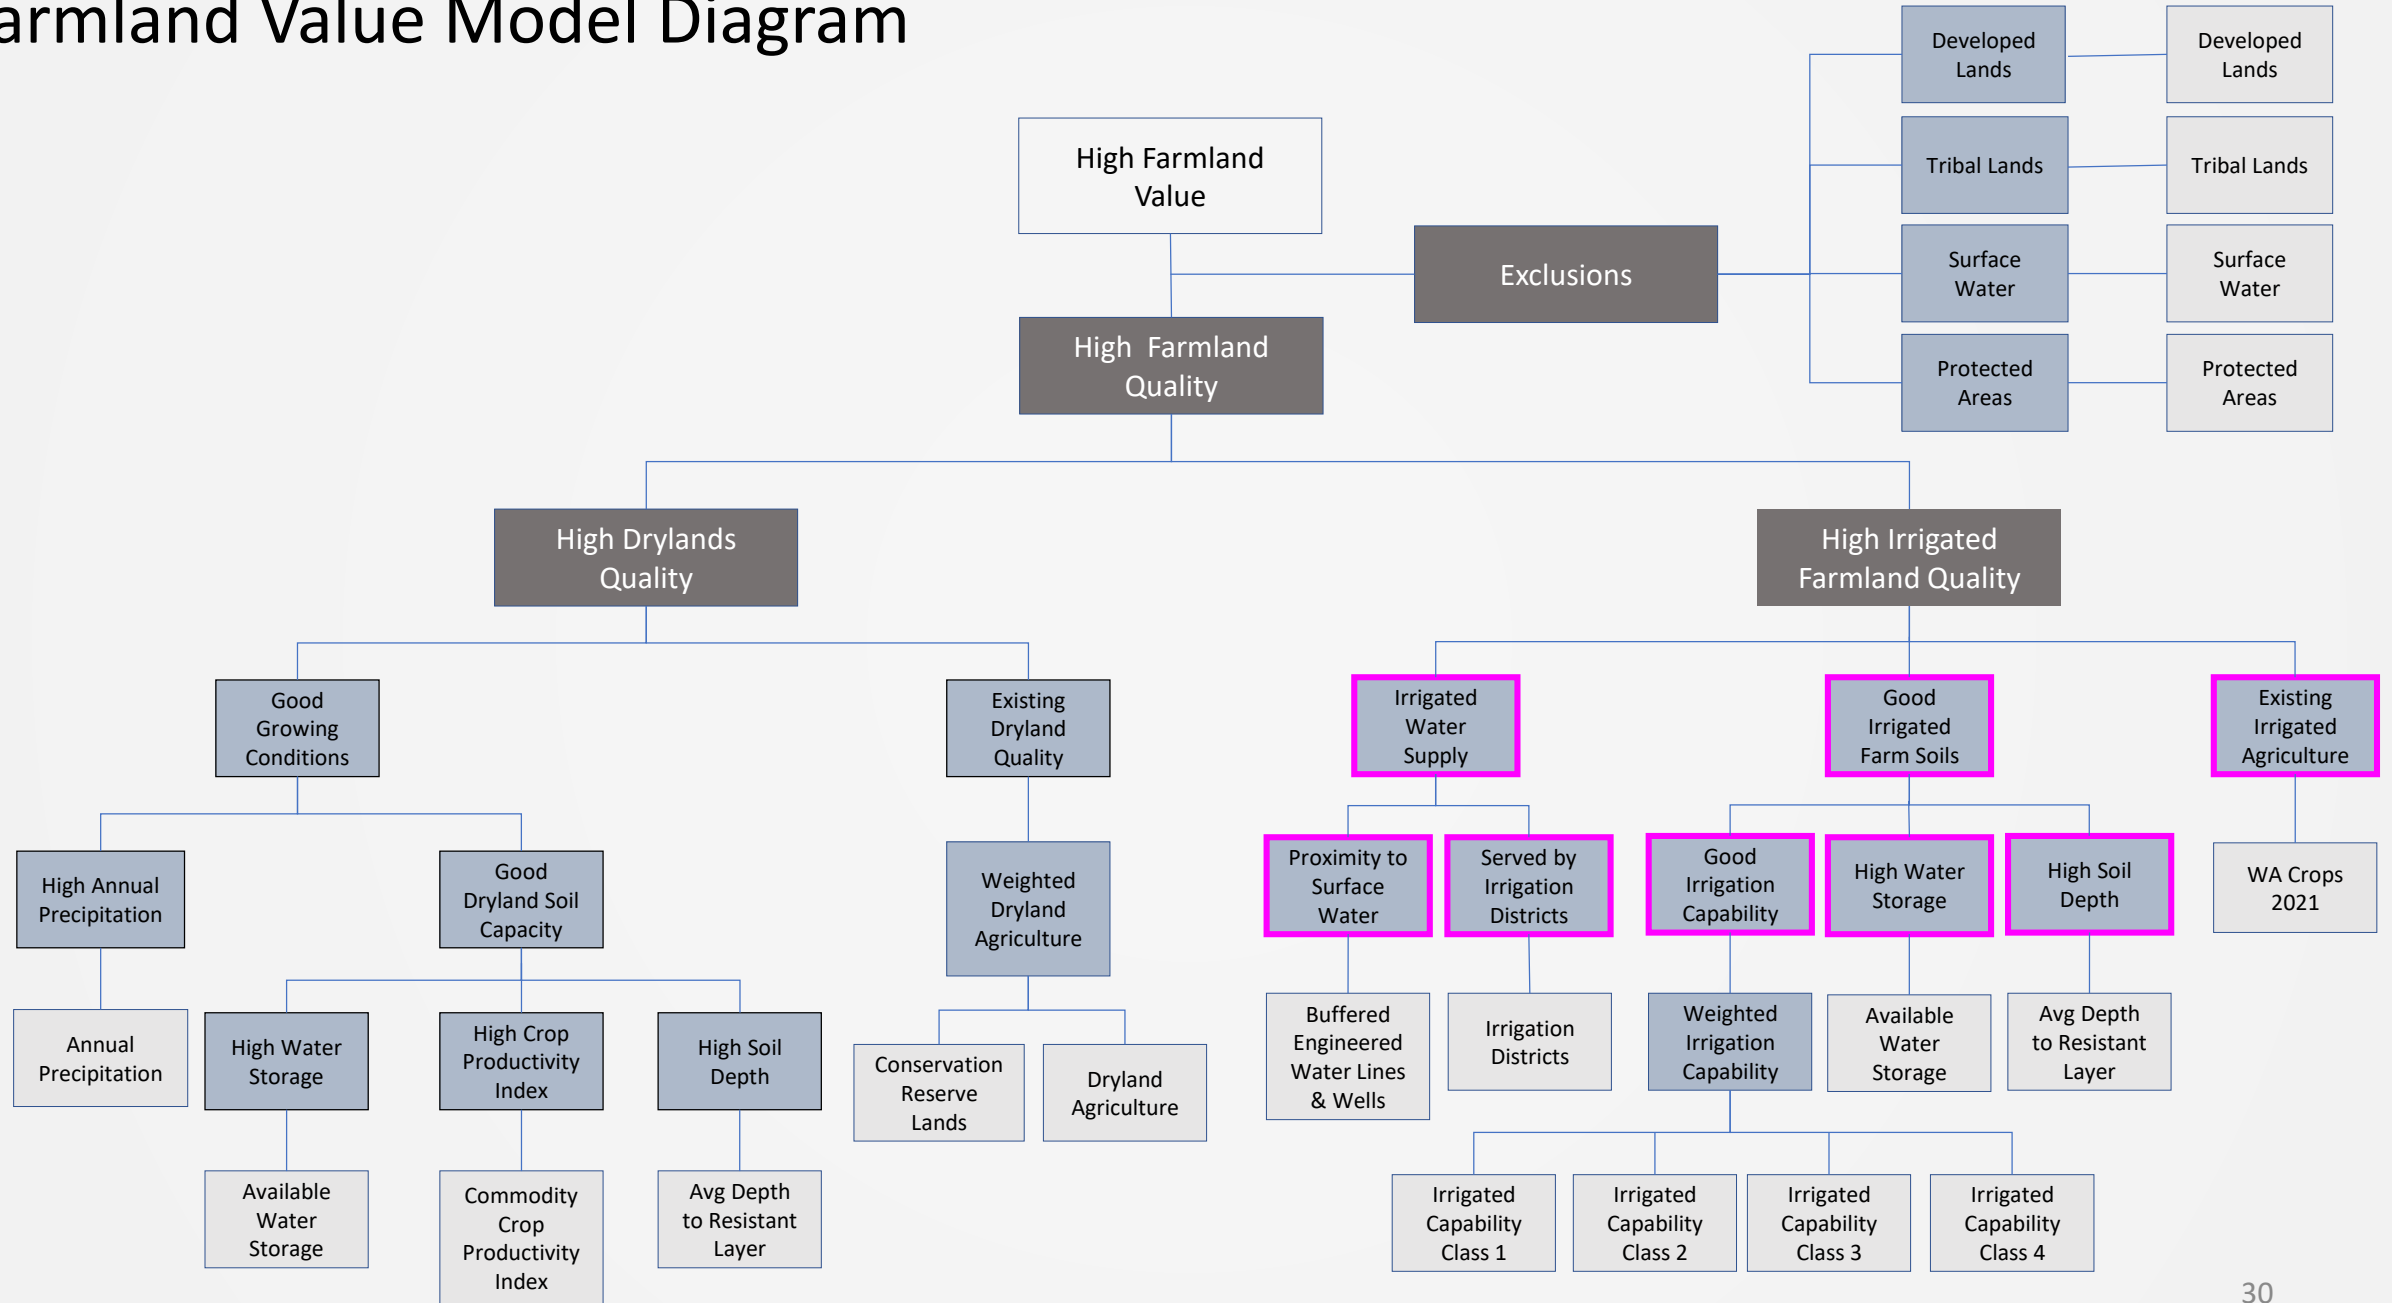 armland Value Model Diagram
Developed
Lands
Developed
Lands
High Farmland
Value
Tribal Lands
Tribal Lands
Exclusions
Surface
Water
Surface
Water
High Farmland
Quality
Protected
Areas
Protected
Areas
High Drylands
Quality
High Irrigated
Farmland Quality
Good
Growing
Conditions
Existing
Dryland
Quality
Irrigated
Water
Supply
Good
Irrigated
Farm Soils
Existing
Irrigated
Agriculture
High Annual
Precipitation
Good
Dryland Soil
Capacity
Weighted
Dryland
Agriculture
Proximity to
Surface
Water
Served by
Irrigation
Districts
Good
Irrigation
Capability
High Water
Storage
High Soil
Depth
WA Crops
2021
Annual
Precipitation
High Water
Storage
High Crop
Productivity
Index
High Soil
Depth
Conservation
Reserve
Lands
Dryland
Agriculture
Buffered
Engineered
Water Lines
& Wells
Irrigation
Districts
Weighted
Irrigation
Capability
Available
Water
Storage
Avg Depth
to Resistant
Layer
Available
Water
Storage
Commodity
Crop
Productivity
Index
Avg Depth
to Resistant
Layer
Irrigated
Capability
Class 1
Irrigated
Capability
Class 2
Irrigated
Capability
Class 3
Irrigated
Capability
Class 4
30